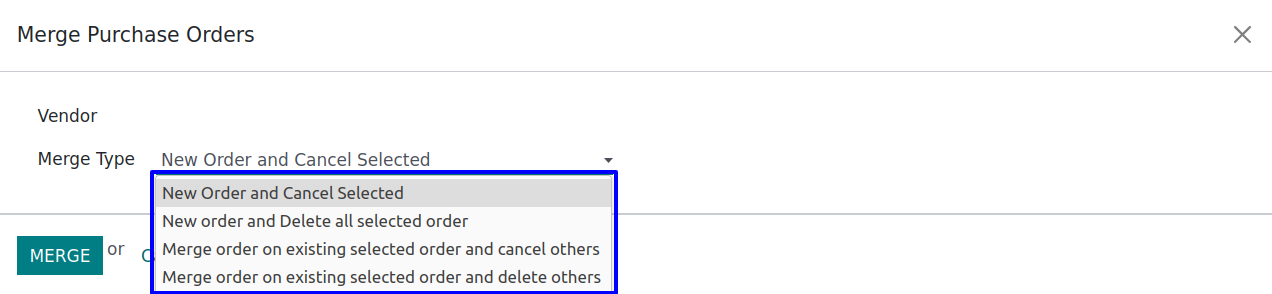 Merge Purchase Orders
Vendor
Merge Type New Order and Cancel Selected
New Order and Cancel Selected
New order and Delete all selected order
Merge order on existing selected order and cancel others
MERGE or
Merge order on existing selected order and delete others